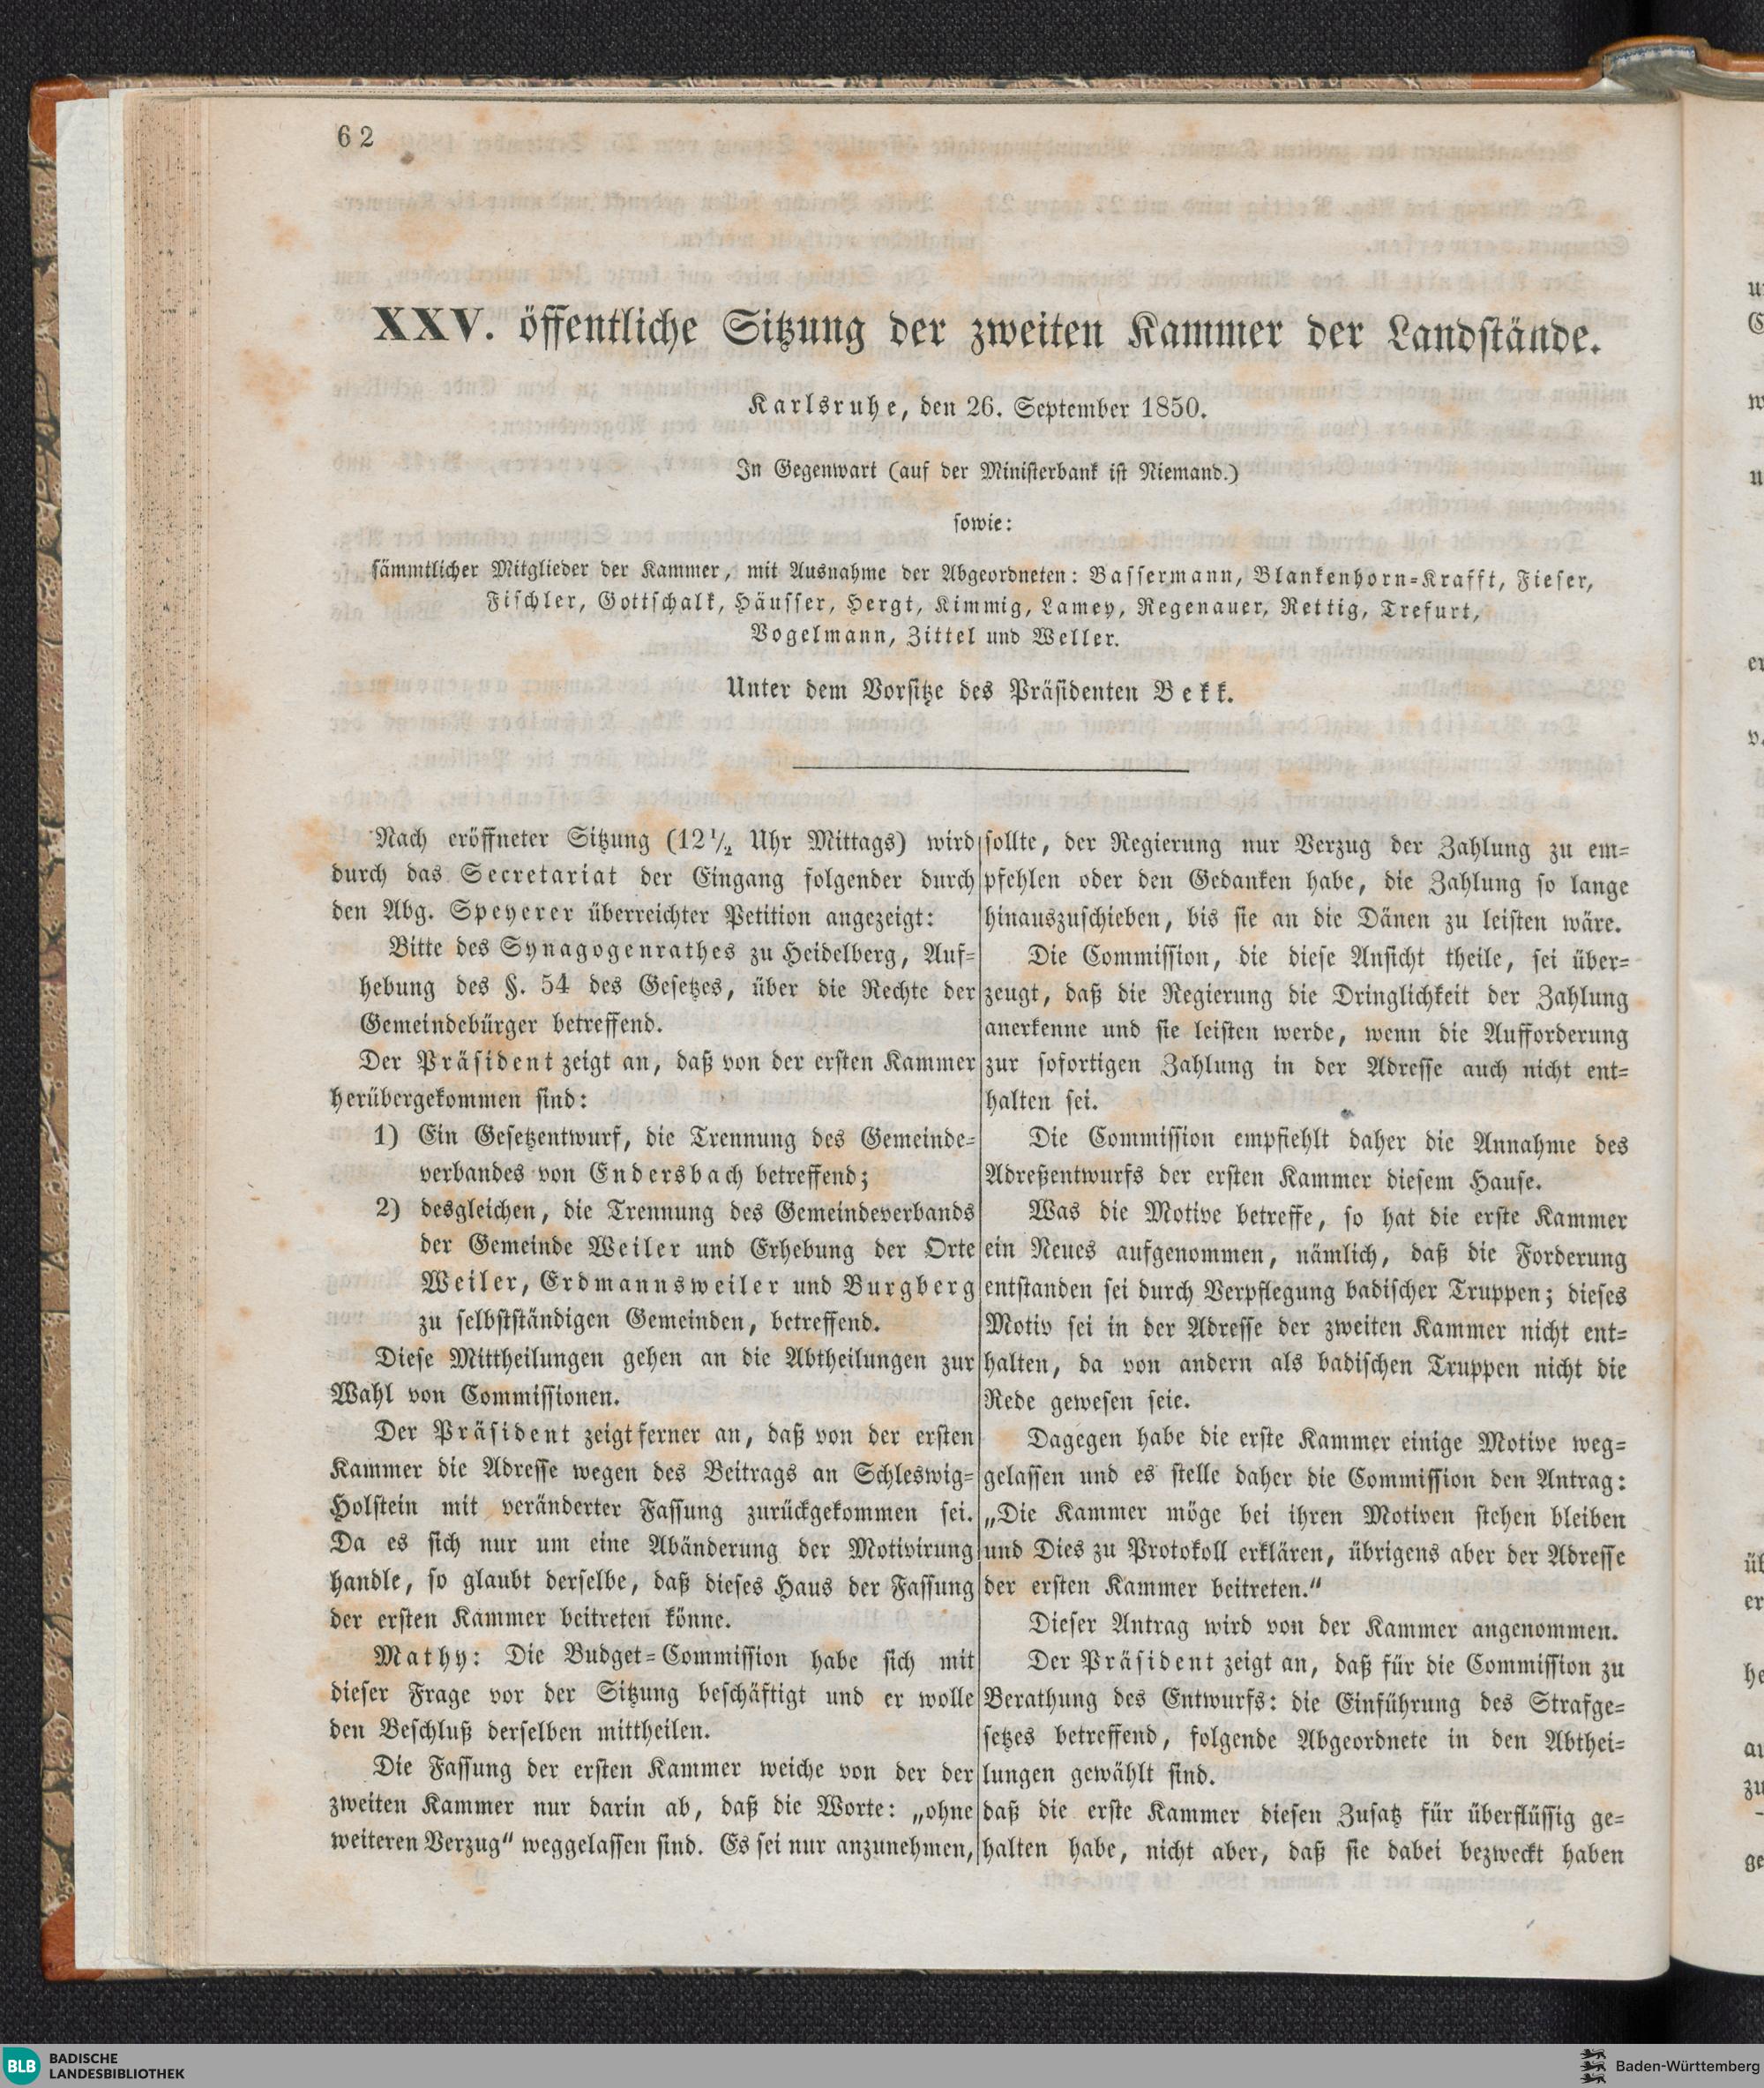 62
XXV. öffentliche Sitzung der zweiten Kammer der Landstände.
Karlsruhe, den 26. September 1850.
In Gegenwart (auf der Ministerbank ist Niemand.)
sowie:
sämmtlicher Mitglieder der Kammer, mit Ausnahme der Abgeordneten: Bassermann, Blankenhorn-Krafft, Fieser,
Fischler, Gottschalk, Häusser, Hergt, Kimmig, Lamey, Regenauer, Rettig, Trefurt,
Vogelmann, Zittel und Weller.
Unter dem Vorsitze des Präsidenten Bekk.
Nach eröffneter Sitzung (12 1/2 Uhr Mittags) wird
durch das Secretariat der Eingang folgender durch
den Abg. Speyerer überreichter Petition angezeigt:
Bitte des Synagogenrathes zu Heidelberg, Auf-
hebung des §. 54 des Gesetzes, über die Rechte der
Gemeindebürger betreffend.
Der Präsident zeigt an, daß von der ersten Kammer
herübergekommen sind:
1) Ein Gesetzentwurf, die Trennung des Gemeinde-
verbandes von Endersbach betreffend;
2) desgleichen, die Trennung des Gemeindeverbands
der Gemeinde Weiler und Erhebung der Orte
Weiler, Erdmannsweiler und Burgberg
zu selbstständigen Gemeinden, betreffend.
Diese Mittheilungen gehen an die Abtheilungen zur
Wahl von Commissionen.
Der Präsident zeigt ferner an, daß von der ersten
Kammer die Adresse wegen des Beitrags an Schleswig-
Holstein mit veränderter Fassung zurückgekommen sei.
Da es sich nur um eine Abänderung der Motivirung
handle, so glaubt derselbe, daß dieses Haus der Fassung
der ersten Kammer beitreten könne.
Mathy: Die Budget-Commission habe sich mit
dieser Frage vor der Sitzung beschäftigt und er wolle
den Beschluß derselben mittheilen.
Die Fassung der ersten Kammer weiche von der der
zweiten Kammer nur darin ab, daß die Worte: „ohne
weiteren Verzug“ weggelassen sind. Es sei nur anzunehmen,
sollte, der Regierung nur Verzug der Zahlung zu em-
pfehlen oder den Gedanken habe, die Zahlung so lange
hinauszuschieben, bis sie an die Dänen zu leisten wäre.
Die Commission, die diese Ansicht theile, sei über-
zeugt, daß die Regierung die Dringlichkeit der Zahlung
anerkenne und sie leisten werde, wenn die Aufforderung
zur sofortigen Zahlung in der Adresse auch nicht ent-
halten sei.
Die Commission empfiehlt daher die Annahme des
Adreßentwurfs der ersten Kammer diesem Hause.
Was die Motive betreffe, so hat die erste Kammer
ein Neues aufgenommen, nämlich, daß die Forderung
entstanden sei durch Verpflegung badischer Truppen; dieses
Motiv sei in der Adresse der zweiten Kammer nicht ent-
halten, da von andern als badischen Truppen nicht die
Rede gewesen seie.
Dagegen habe die erste Kammer einige Motive weg-
gelassen und es stelle daher die Commission den Antrag:
„Die Kammer möge bei ihren Motiven stehen bleiben
und Dies zu Protokoll erklären, übrigens aber der Adresse
der ersten Kammer beitreten.“
Dieser Antrag wird von der Kammer angenommen.
Der Präsident zeigt an, daß für die Commission zu
Berathung des Entwurfs: die Einführung des Strafge-
setzes betreffend, folgende Abgeordnete in den Abthei-
lungen gewählt sind.
daß die erste Kammer diesen Zusatz für überflüssig ge-
halten habe, nicht aber, daß sie dabei bezweckt haben
BLB BADISCHE
LANDESBIBLIOTHEK
Baden-Württemberg